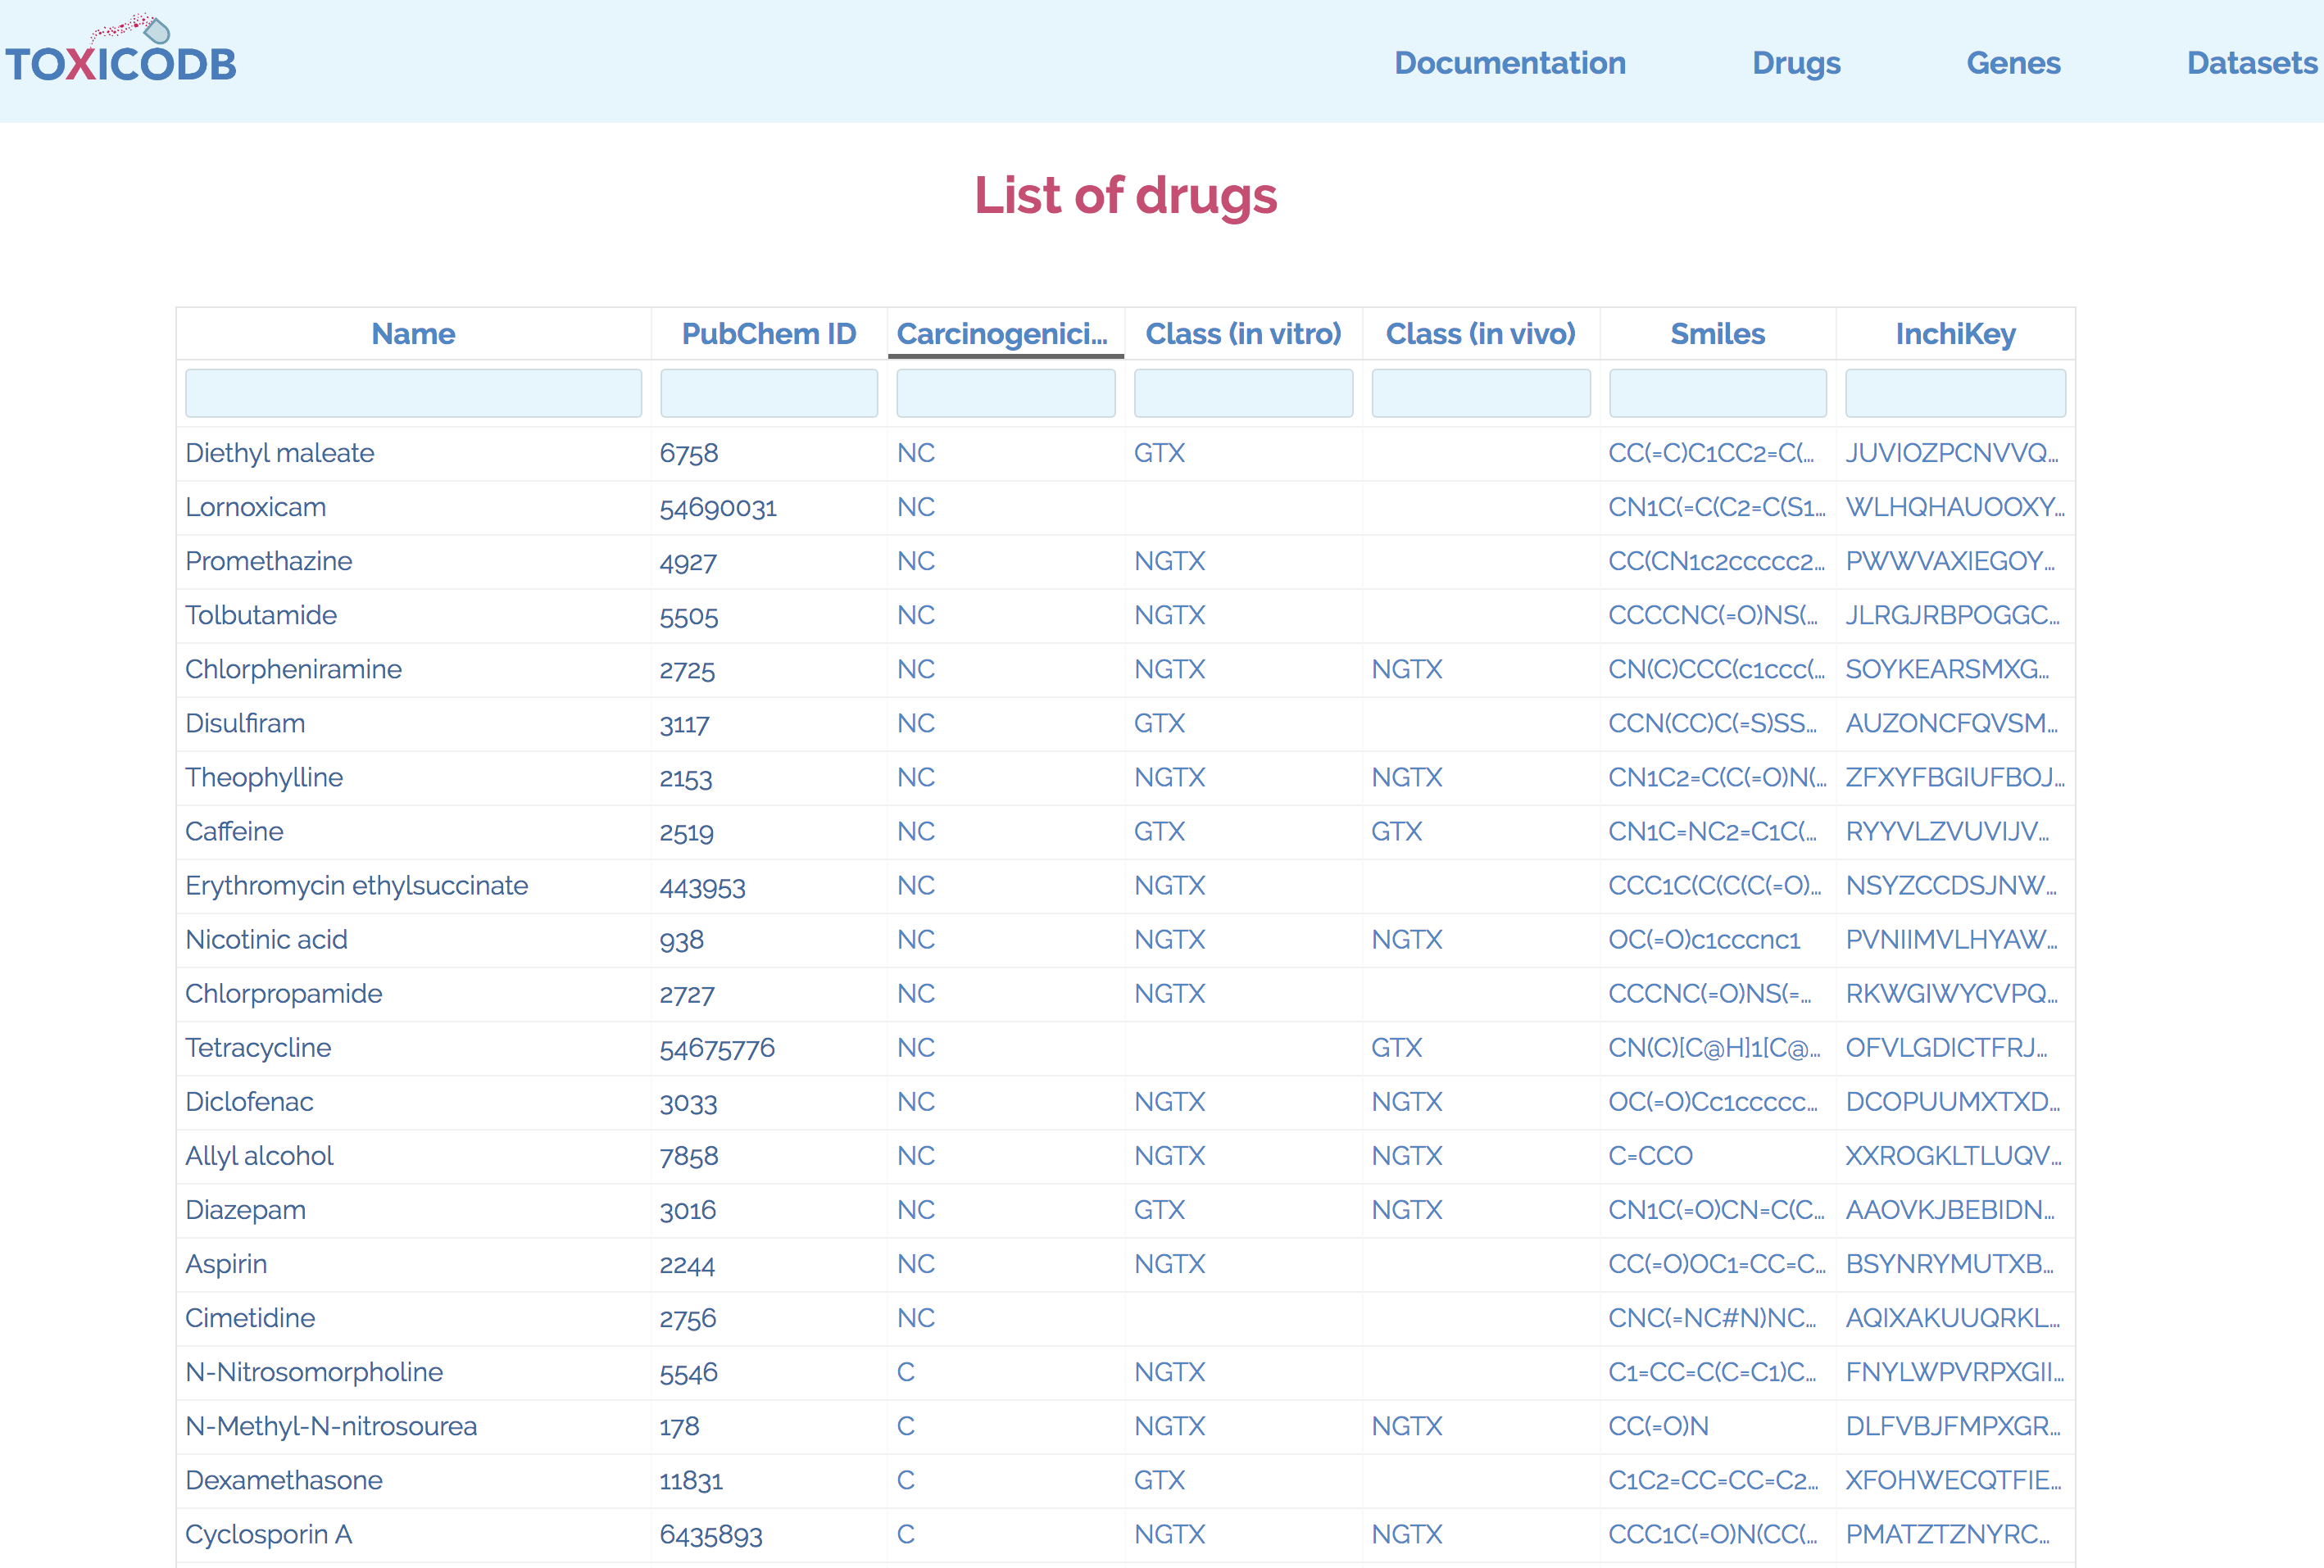 TOXICODB
Documentation Drugs Genes Datasets
List of drugs
Name PubChem ID Carcinogenici... Class (in vitro) Class (in vivo) Smiles InchiKey
Diethyl maleate 6758 NC GTX CC(=C)C1CC2=C(... JUVIOZPCNVVQ...
Lornoxicam 54690031 NC CN1C(=C(C2=C(S1... WLHQHAUOOXY...
Promethazine 4927 NC NGTX CC(CN1c2ccccc2... PWWVAXIEGOY...
Tolbutamide 5505 NC NGTX CCCCNC(=O)NS(... JLRGJRBPOGGC...
Chlorpheniramine 2725 NC NGTX NGTX CN(C)CCC(c1ccc(... SOYKEARSMXG...
Disulfiram 3117 NC GTX CCN(CC)C(=S)SS... AUZONCFQVSM...
Theophylline 2153 NC NGTX NGTX CN1C2=C(C(=O)N(... ZFXYFBGIUFBOJ...
Caffeine 2519 NC GTX GTX CN1C=NC2=C1C(... RYYVLZVUVIJV...
Erythromycin ethylsuccinate 443953 NC NGTX CCC1C(C(C(C(=O)... NSYZCCDSJNW...
Nicotinic acid 938 NC NGTX NGTX OC(=O)c1cccnc1 PVNIIMVLHYAW...
Chlorpropamide 2727 NC NGTX CCCNC(=O)NS(=... RKWGIWYCVPQ...
Tetracycline 54675776 NC GTX CN(C)[C@H]1[C@... OFVLGDICTFRJ...
Diclofenac 3033 NC NGTX NGTX OC(=O)Cc1ccccc... DCOPUUMXTXD...
Allyl alcohol 7858 NC NGTX NGTX C=CCO XXROGKLTLUQV...
Diazepam 3016 NC GTX NGTX CN1C(=O)CN=C(C... AAOVKJBEBIDN...
Aspirin 2244 NC NGTX CC(=O)OC1=CC=C... BSYNRYMUTXB...
Cimetidine 2756 NC CNC(=NC#N)NC... AQIXAKUUQRKL...
N-Nitrosomorpholine 5546 C NGTX C1=CC=C(C=C1)C... FNYLWPVRPXGII...
N-Methyl-N-nitrosourea 178 C NGTX NGTX CC(=O)N DLFVBJFMPXGR...
Dexamethasone 11831 C GTX C1C2=CC=CC=C2... XFOHWECQTFIE...
Cyclosporin A 6435893 C NGTX NGTX CCC1C(=O)N(CC(... PMATZTZNYRC...